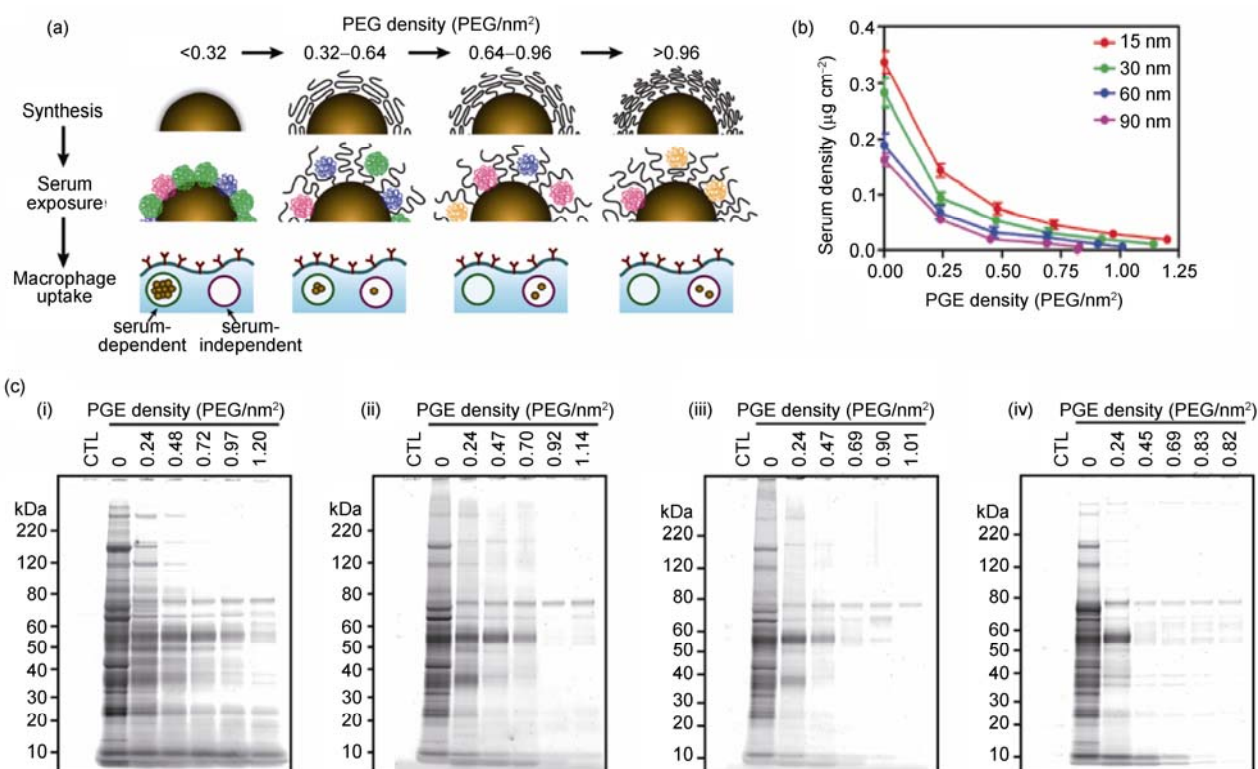 (a)
PEG density (PEG/nm²)
<0.32
0.32–0.64
0.64–0.96
>0.96
Synthesis
Serum
exposure
Macrophage
uptake
serum-
dependent
serum-
independent
(b)
Serum density (µg cm⁻²)
0.4
0.3
0.2
0.1
0.0
0.00 0.25 0.50 0.75 1.00 1.25
PGE density (PEG/nm²)
15 nm
30 nm
60 nm
90 nm
(c)
(i)
PGE density (PEG/nm²)
CTL 0 0.24 0.48 0.72 0.97 1.20
kDa
220
120
80
60
50
40
30
20
10
(ii)
PGE density (PEG/nm²)
CTL 0 0.24 0.47 0.70 0.92 1.14
kDa
220
120
80
60
50
40
30
20
10
(iii)
PGE density (PEG/nm²)
CTL 0 0.24 0.47 0.69 0.90 1.01
kDa
220
120
80
60
50
40
30
20
10
(iv)
PGE density (PEG/nm²)
CTL 0 0.24 0.45 0.69 0.83 0.82
kDa
220
120
80
60
50
40
30
20
10